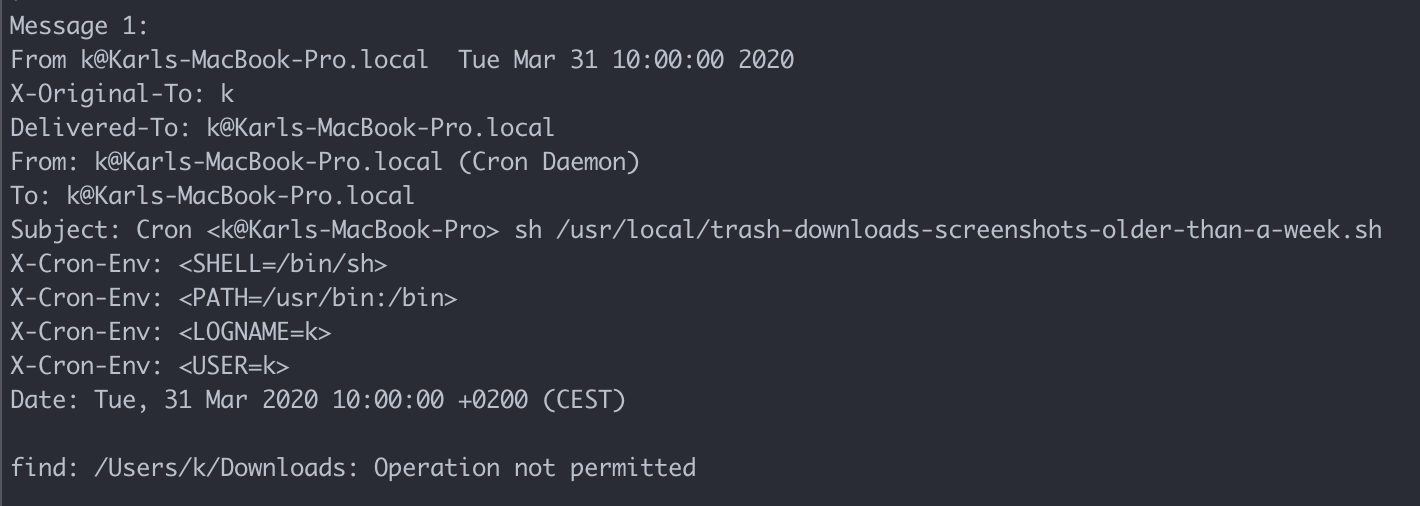 Message 1:
From k@Karls-MacBook-Pro.local  Tue Mar 31 10:00:00 2020
X-Original-To: k
Delivered-To: k@Karls-MacBook-Pro.local
From: k@Karls-MacBook-Pro.local (Cron Daemon)
To: k@Karls-MacBook-Pro.local
Subject: Cron <k@Karls-MacBook-Pro> sh /usr/local/trash-downloads-screenshots-older-than-a-week.sh
X-Cron-Env: <SHELL=/bin/sh>
X-Cron-Env: <PATH=/usr/bin:/bin>
X-Cron-Env: <LOGNAME=k>
X-Cron-Env: <USER=k>
Date: Tue, 31 Mar 2020 10:00:00 +0200 (CEST)

find: /Users/k/Downloads: Operation not permitted